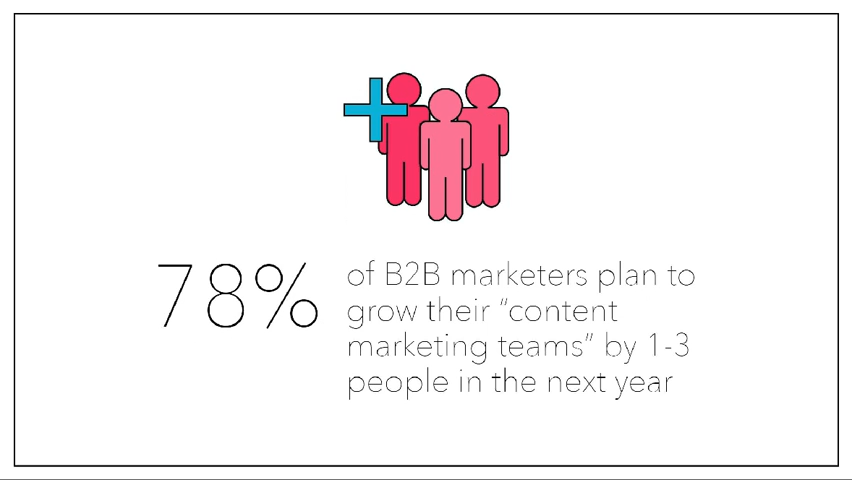 78%
of B2B marketers plan to
grow their “content
marketing teams” by 1-3
people in the next year